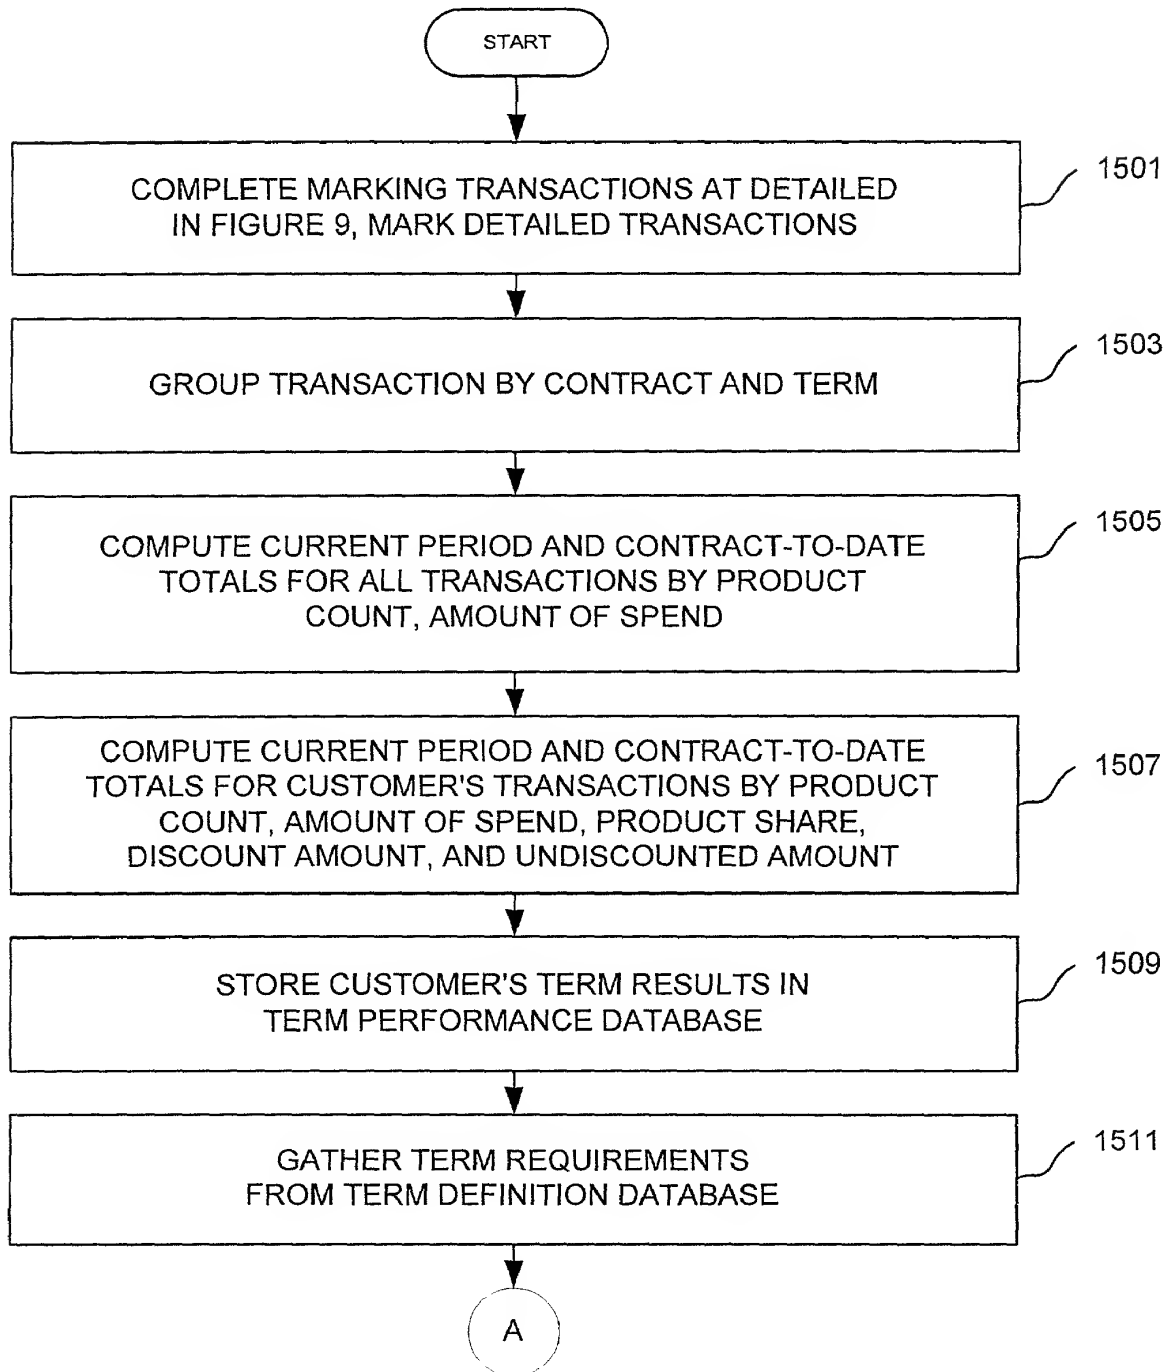 START
COMPLETE MARKING TRANSACTIONS AT DETAILED
IN FIGURE 9, MARK DETAILED TRANSACTIONS
1501
GROUP TRANSACTION BY CONTRACT AND TERM
1503
COMPUTE CURRENT PERIOD AND CONTRACT-TO-DATE
TOTALS FOR ALL TRANSACTIONS BY PRODUCT
COUNT, AMOUNT OF SPEND
1505
COMPUTE CURRENT PERIOD AND CONTRACT-TO-DATE
TOTALS FOR CUSTOMER'S TRANSACTIONS BY PRODUCT
COUNT, AMOUNT OF SPEND, PRODUCT SHARE,
DISCOUNT AMOUNT, AND UNDISCOUNTED AMOUNT
1507
STORE CUSTOMER'S TERM RESULTS IN
TERM PERFORMANCE DATABASE
1509
GATHER TERM REQUIREMENTS
FROM TERM DEFINITION DATABASE
1511
A